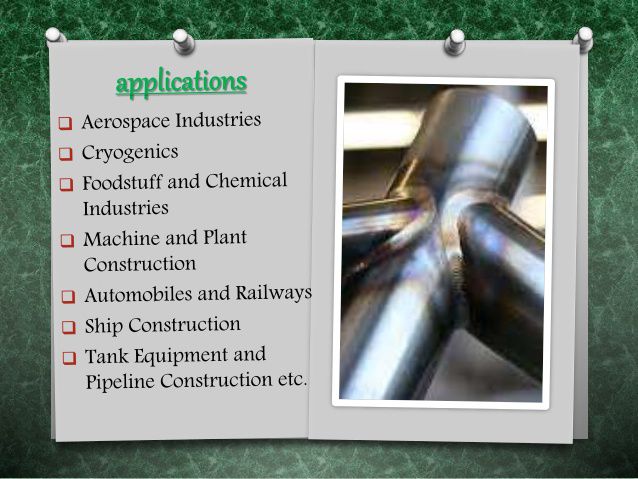 applications
Aerospace Industries
Cryogenics
Foodstuff and Chemical
Industries
Machine and Plant
Construction
Automobiles and Railways
Ship Construction
Tank Equipment and
Pipeline Construction etc.